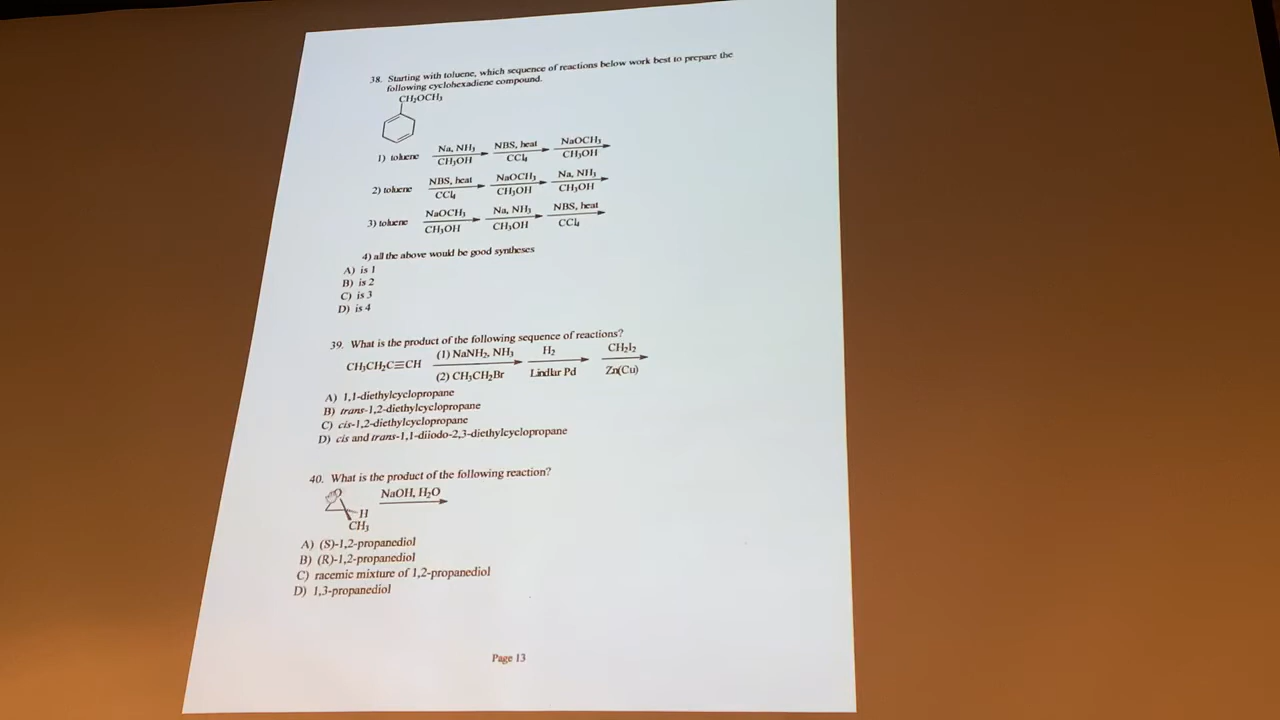 38. Starting with toluene, which sequence of reactions below work best to prepare the
following cyclohexadiene compound.
CH₂OCH₃
1) toluene Na, NH₃ CH₃OH NBS, heat CCl₄ NaOCH₃ CH₃OH
2) toluene NBS, heat CCl₄ NaOCH₃ CH₃OH Na, NH₃ CH₃OH
3) toluene NaOCH₃ CH₃OH Na, NH₃ CH₃OH NBS, heat CCl₄
4) all the above would be good syntheses
A) is 1
B) is 2
C) is 3
D) is 4
39. What is the product of the following sequence of reactions?
CH₃CH₂C≡CH (1) NaNH₂, NH₃ (2) CH₃CH₂Br H₂ Lindlar Pd CH₂I₂ Zn(Cu)
A) 1,1-diethylcyclopropane
B) trans-1,2-diethylcyclopropane
C) cis-1,2-diethylcyclopropane
D) cis and trans-1,1-diiodo-2,3-diethylcyclopropane
40. What is the product of the following reaction?
NaOH, H₂O
H
CH₃
A) (S)-1,2-propanediol
B) (R)-1,2-propanediol
C) racemic mixture of 1,2-propanediol
D) 1,3-propanediol
Page 13